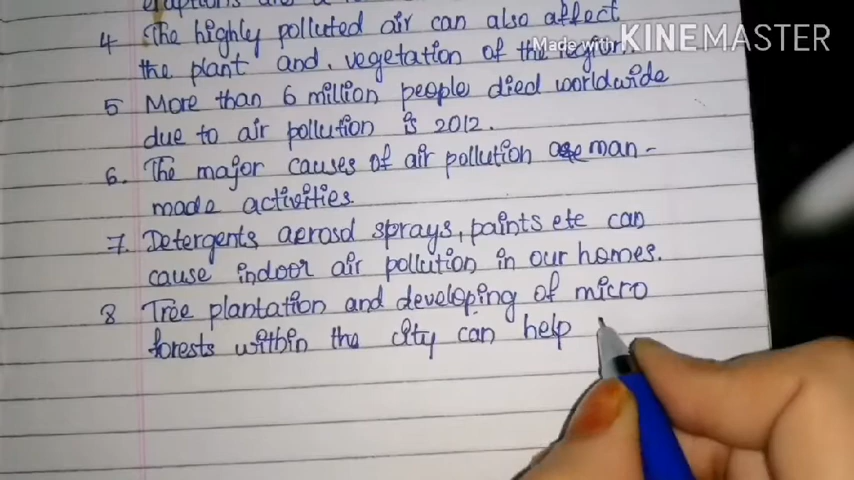 4 The highly polluted air can also affect
Made with KINEMASTER
the plant and vegetation of the region.
5 More than 6 million people died worldwide
due to air pollution is 2012.
6. The major causes of air pollution are man-
made activities.
7. Detergents aerosd sprays, paints etc can
cause indoor air pollution in our homes.
8 Tree plantation and developing of micro
forests within the city can help